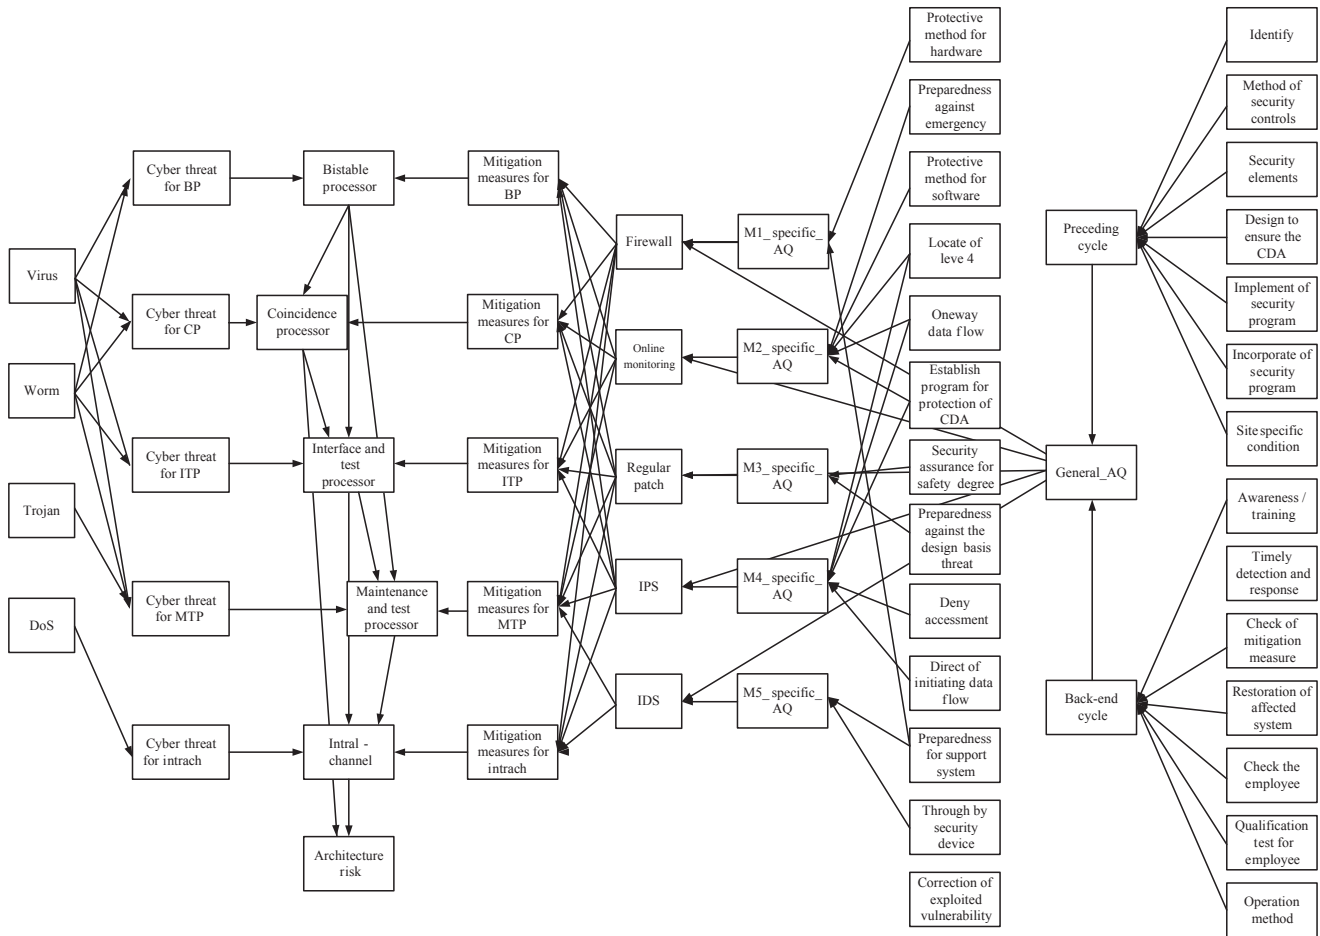 Virus
Worm
Trojan
DoS
Cyber threat
for BP
Cyber threat
for CP
Cyber threat
for ITP
Cyber threat
for MTP
Cyber threat
for intrach
Bistable
processor
Coincidence
processor
Interface and
test
processor
Maintenance
and test
processor
Intral -
channel
Architecture
risk
Mitigation
measures for
BP
Mitigation
measures for
CP
Mitigation
measures for
ITP
Mitigation
measures for
MTP
Mitigation
measures for
intrach
Firewall
Online
monitoring
Regular
patch
IPS
IDS
M1_specific_
AQ
M2_specific_
AQ
M3_specific_
AQ
M4_specific_
AQ
M5_specific_
AQ
Protective
method for
hardware
Preparedness
against
emergency
Protective
method for
software
Locate of
leve 4
Oneway
data flow
Establish
program for
protection of
CDA
Security
assurance for
safety degree
Preparedness
against the
design basis
threat
Deny
accessment
Direct of
initiating data
flow
Preparedness
for support
system
Through by
security
device
Correction of
exploited
vulnerability
Preceding
cycle
General_AQ
Back-end
cycle
Identify
Method of
security
controls
Security
elements
Design to
ensure the
CDA
Implement of
security
program
Incorporate of
security
program
Site specific
condition
Awareness /
training
Timely
detection and
response
Check of
mitigation
measure
Restoration of
affected
system
Check the
employee
Qualification
test for
employee
Operation
method